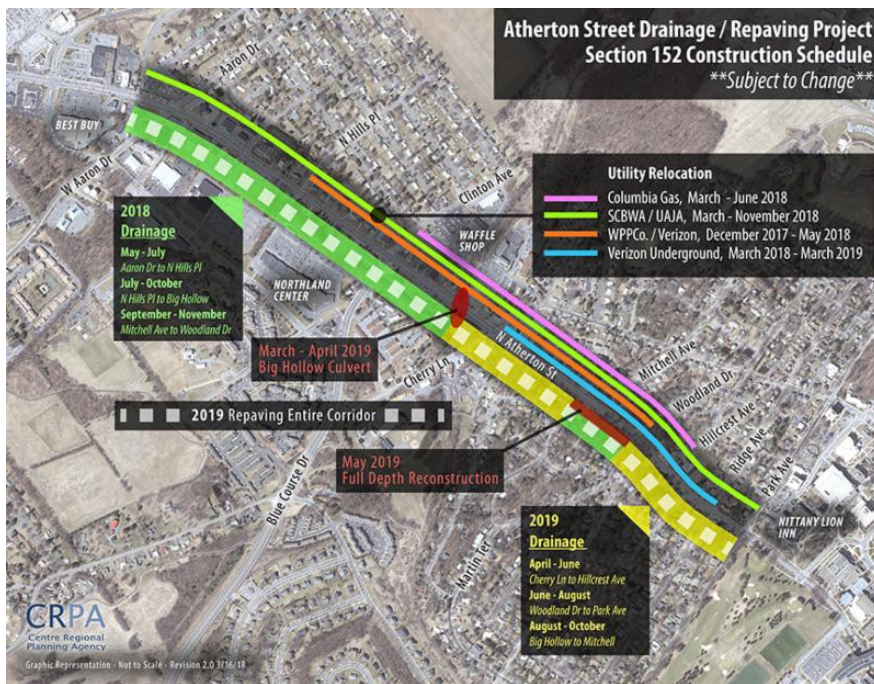 Atherton Street Drainage / Repaving Project
Section 152 Construction Schedule
**Subject to Change**
Aaron Dr
N Hills Pl
BEST BUY
W Aaron Dr
Clinton Ave
Utility Relocation
Columbia Gas, March - June 2018
SCBWA / UAJA, March - November 2018
WPPCo. / Verizon, December 2017 - May 2018
Verizon Underground, March 2018 - March 2019
WAFFLE
SHOP
2018
Drainage
May - July
Aaron Dr to N Hills Pl
July - October
N Hills Pl to Big Hollow
September - November
Mitchell Ave to Woodland Dr
NORTHLAND
CENTER
March - April 2019
Big Hollow Culvert
Cherry Ln
N Atherton St
Mitchell Ave
Woodland Dr
Hillcrest Ave
Ridge Ave
Park Ave
2019 Repaving Entire Corridor
May 2019
Full Depth Reconstruction
Blue Course Dr
Martin Ter
NITTANY LION
INN
2019
Drainage
April - June
Cherry Ln to Hillcrest Ave
June - August
Woodland Dr to Park Ave
August - October
Big Hollow to Mitchell
CRPA
Centre Regional
Planning Agency
Graphic Representation - Not to Scale - Revision 2.0 3/16/18